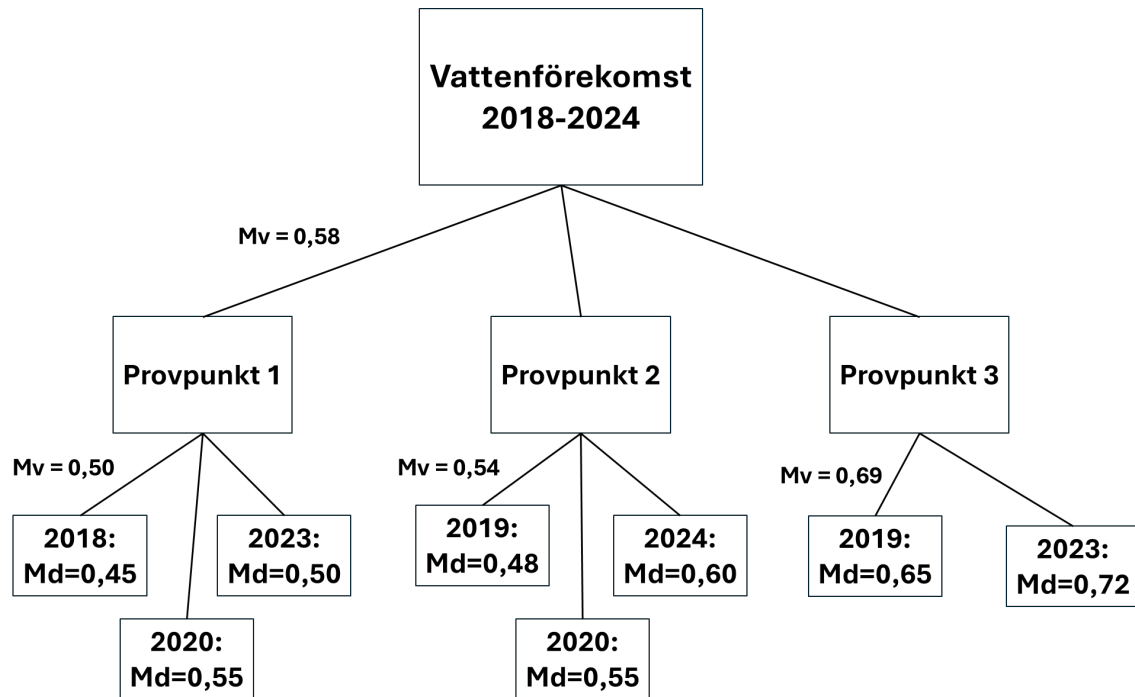 Vattenförekomst
2018-2024
Mv = 0,58
Provpunkt 1
Provpunkt 2
Provpunkt 3
Mv = 0,50
Mv = 0,54
Mv = 0,69
2018:
Md=0,45
2023:
Md=0,50
2020:
Md=0,55
2019:
Md=0,48
2024:
Md=0,60
2020:
Md=0,55
2019:
Md=0,65
2023:
Md=0,72